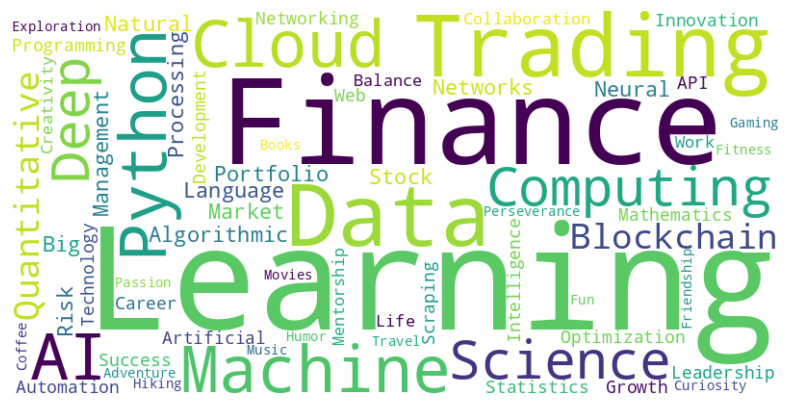 Exploration
Natural
Networking
Collaboration
Innovation
Programming
Cloud
Trading
Creativity
Deep
Python
Processing
Development
Finance
Balance
Web
Networks
Neural
API
Gaming
Quantitative
Management
Books
Work
Fitness
Portfolio
Stock
Language
Market
Data
Computing
Perseverance
Mathematics
Big
Algorithmic
Blockchain
Technology
Learning
Passion
Movies
Mentorship
Scraping
Intelligence
Fun
Friendship
Risk
Career
Life
Coffee
AI
Artificial
Humor
Travel
Optimization
Success
Adventure
Music
Machine
Science
Leadership
Automation
Hiking
Statistics
Growth
Curiosity